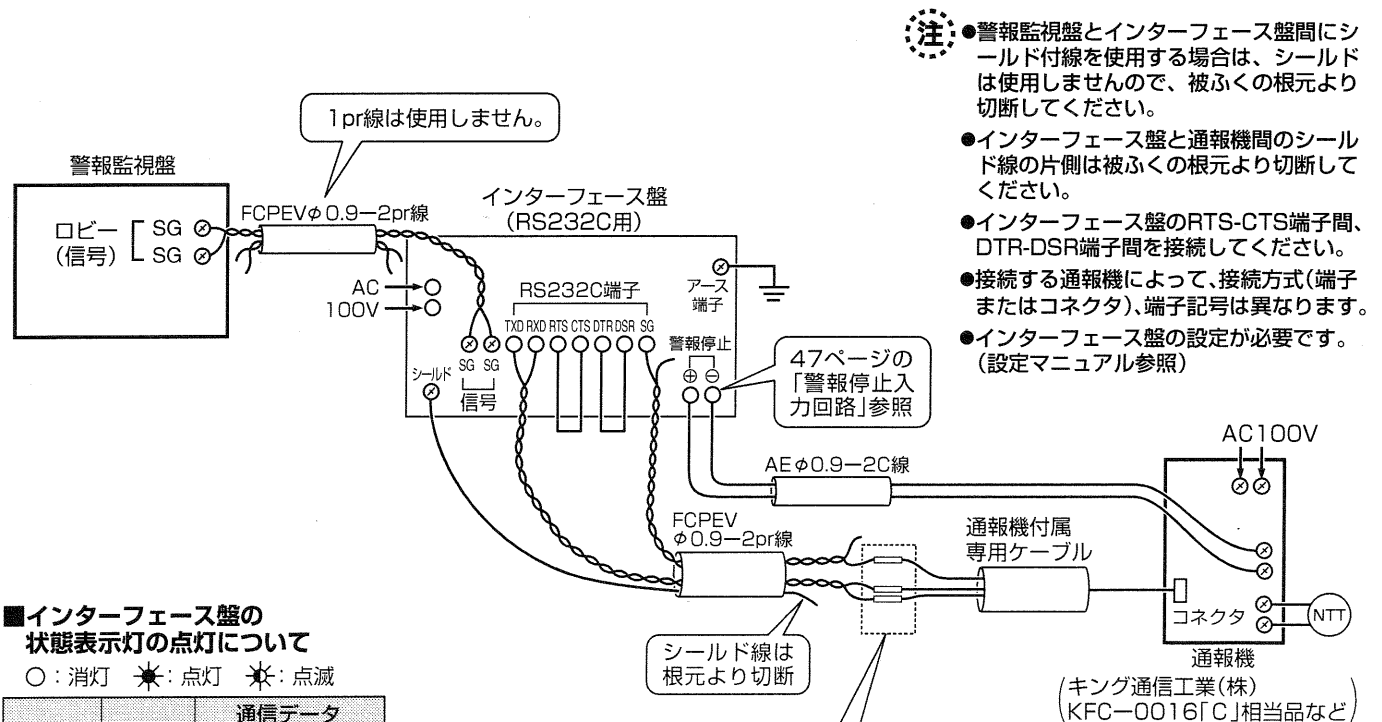 注
●警報監視盤とインターフェース盤間にシ
ールド付線を使用する場合は、シールド
は使用しませんので、被ふくの根元より
切断してください。
●インターフェース盤と通報機間のシール
ド線の片側は被ふくの根元より切断して
ください。
●インターフェース盤のRTS-CTS端子間、
DTR-DSR端子間を接続してください。
●接続する通報機によって、接続方式(端子
またはコネクタ)、端子記号は異なります。
●インターフェース盤の設定が必要です。
(設定マニュアル参照)
1pr線は使用しません。
警報監視盤
ロビー
(信号)
SG
SG
FCPEVφ0.9−2pr線
インターフェース盤
(RS232C用)
AC
100V
RS232C端子
TXD RXD RTS CTS DTR DSR SG
アース
端子
警報停止
⊕ ⊖
シールド
SG SG
信号
47ページの
「警報停止入
力回路」参照
AEφ0.9−2C線
FCPEV
φ0.9−2pr線
通報機付属
専用ケーブル
シールド線は
根元より切断
AC100V
コネクタ
NTT
通報機
(キング通信工業(株)
KFC−0016「C」相当品など)
■インターフェース盤の
状態表示灯の点灯について
○:消灯 :点灯 :点滅
通信データ